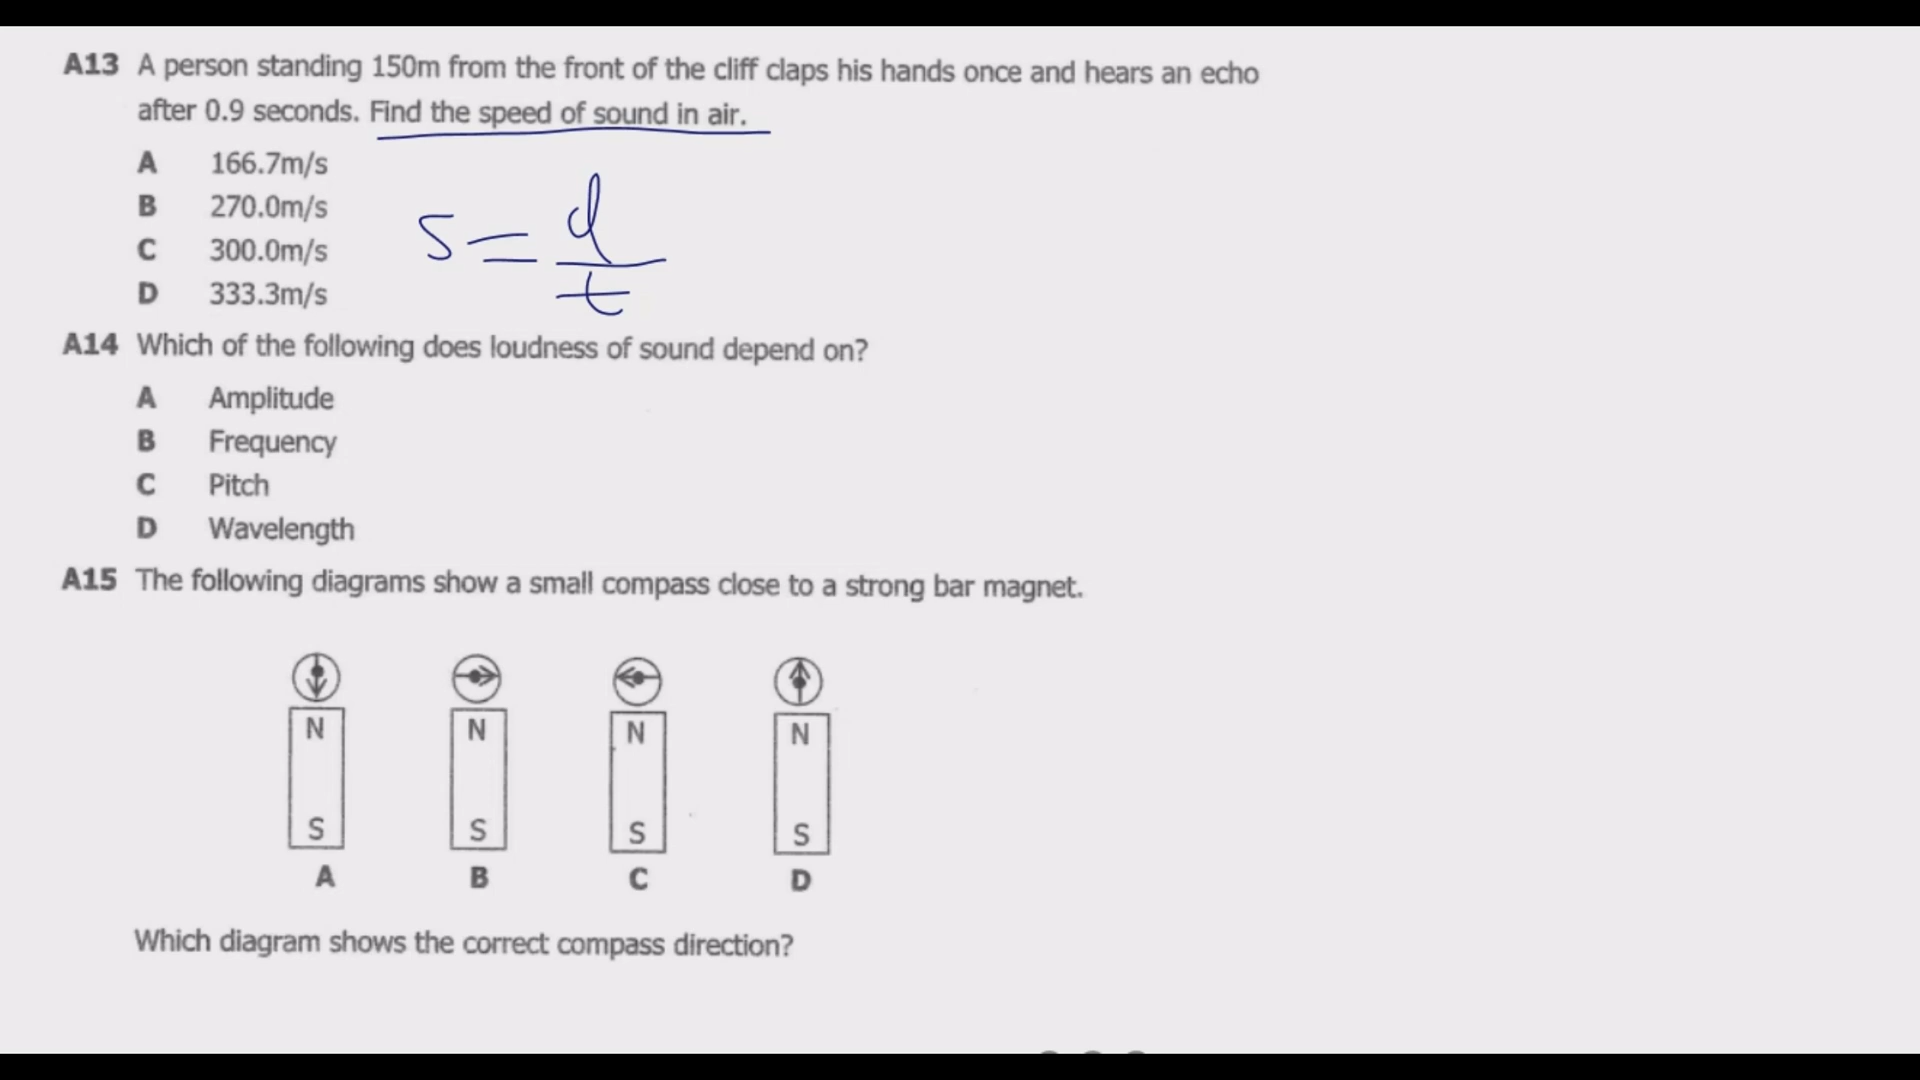 A13 A person standing 150m from the front of the cliff claps his hands once and hears an echo
after 0.9 seconds. Find the speed of sound in air.
A 166.7m/s
B 270.0m/s
C 300.0m/s
D 333.3m/s
s = d
t
A14 Which of the following does loudness of sound depend on?
A Amplitude
B Frequency
C Pitch
D Wavelength
A15 The following diagrams show a small compass close to a strong bar magnet.
N N N N
S S S S
A B C D
Which diagram shows the correct compass direction?